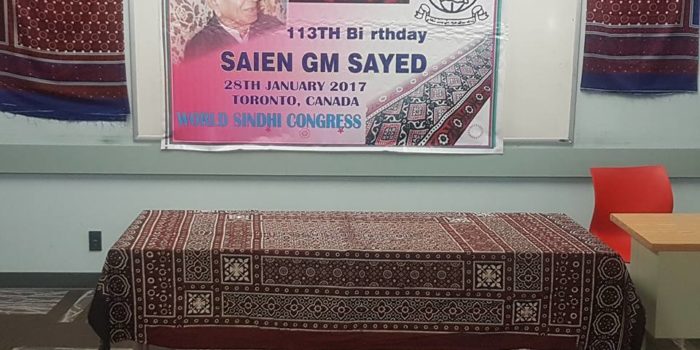 113TH Bi rthday
SAIEN GM SAYED
28TH JANUARY 2017
TORONTO, CANADA
WORLD SINDHI CONGRESS